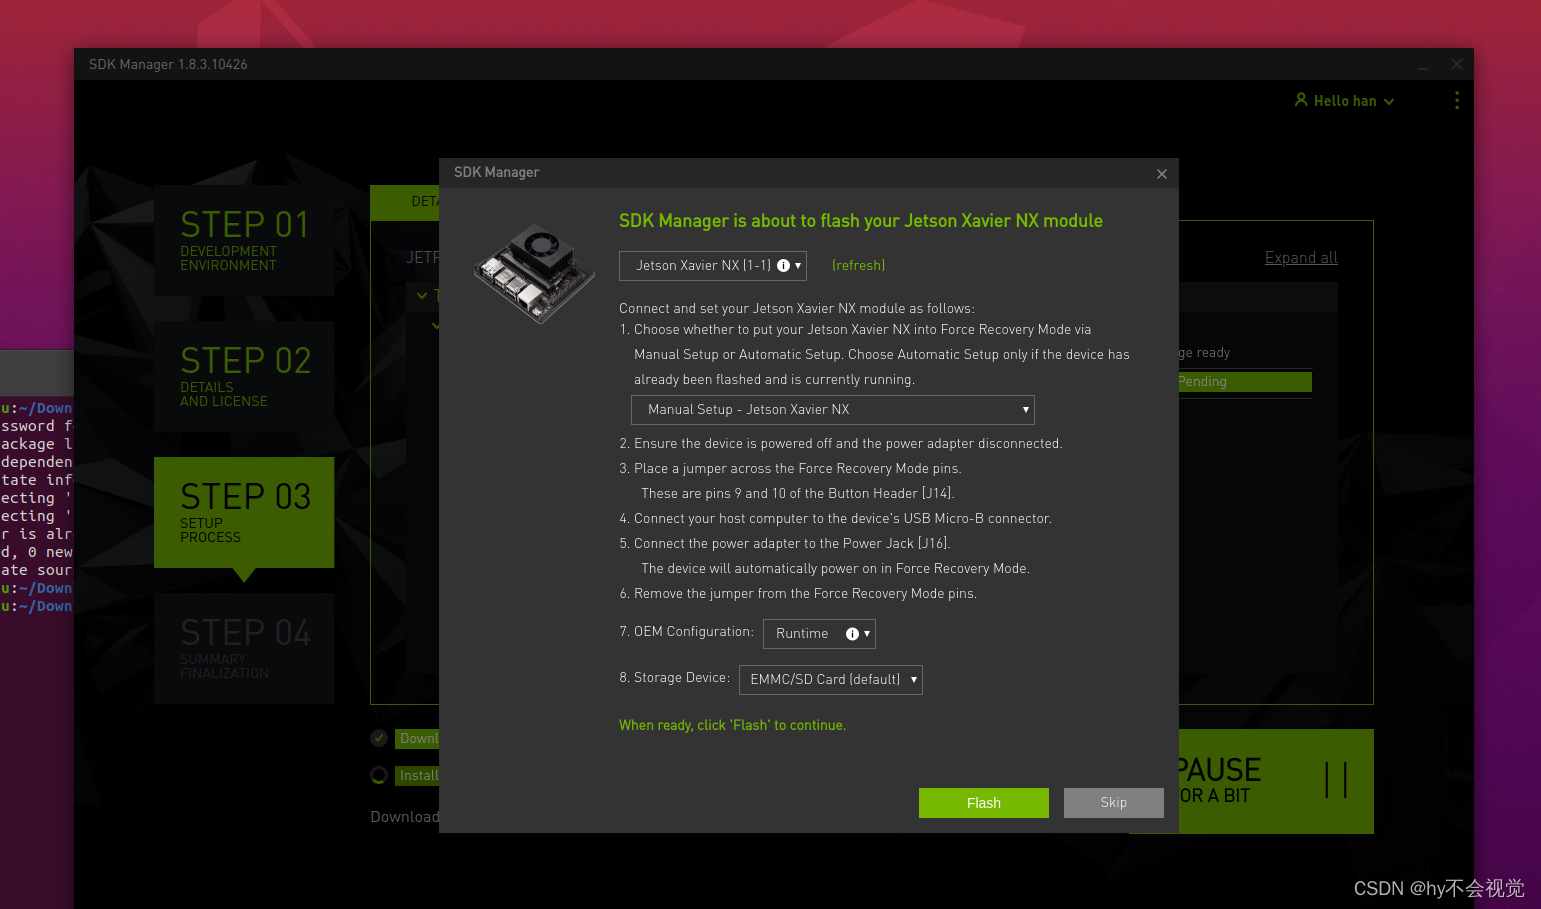 SDK Manager 1.8.3.10426
Hello han
STEP 01
DEVELOPMENT
ENVIRONMENT
STEP 02
DETAILS
AND LICENSE
STEP 03
SETUP
PROCESS
STEP 04
SUMMARY
FINALIZATION
Expand all
ge ready
Pending
SDK Manager
SDK Manager is about to flash your Jetson Xavier NX module
Jetson Xavier NX [1-1]
(refresh)
Connect and set your Jetson Xavier NX module as follows:
1. Choose whether to put your Jetson Xavier NX into Force Recovery Mode via
Manual Setup or Automatic Setup. Choose Automatic Setup only if the device has
already been flashed and is currently running.
Manual Setup - Jetson Xavier NX
2. Ensure the device is powered off and the power adapter disconnected.
3. Place a jumper across the Force Recovery Mode pins.
These are pins 9 and 10 of the Button Header [J14].
4. Connect your host computer to the device's USB Micro-B connector.
5. Connect the power adapter to the Power Jack [J16].
The device will automatically power on in Force Recovery Mode.
6. Remove the jumper from the Force Recovery Mode pins.
7. OEM Configuration: Runtime
8. Storage Device: EMMC/SD Card (default)
When ready, click 'Flash' to continue.
Flash
Skip
DETA
JETP
Downl
Install
Download
PAUSE
FOR A BIT
u:~/Down
ssword f
ackage l
dependen
tate inf
ecting '
ecting '
r is alr
d, 0 new
ate sour
u:~/Down
u:~/Down
CSDN @hy不会视觉